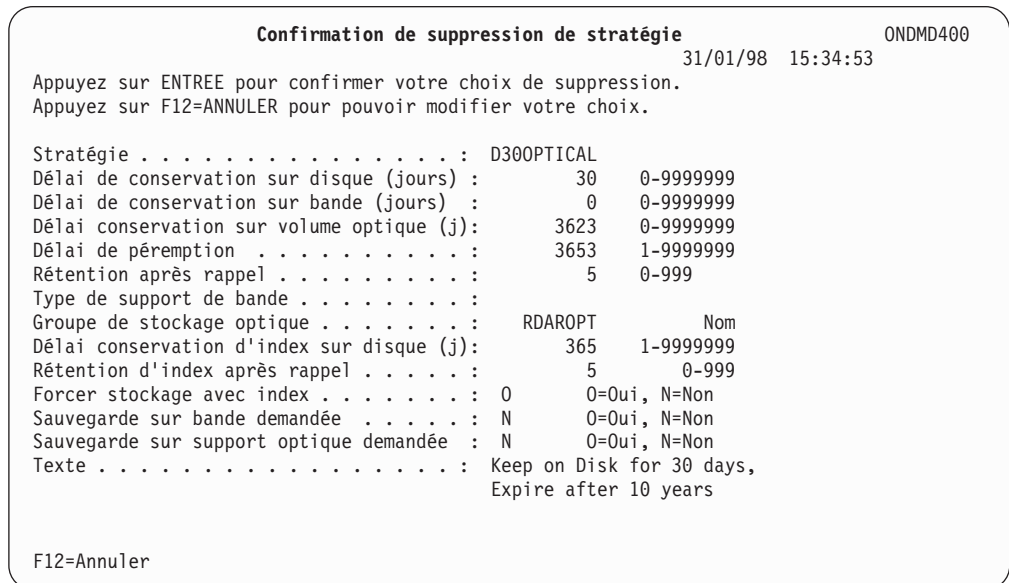 Confirmation de suppression de stratégie ONDMD400
31/01/98 15:34:53
Appuyez sur ENTREE pour confirmer votre choix de suppression.
Appuyez sur F12=ANNULER pour pouvoir modifier votre choix.
Stratégie . . . . . . . . . . . . . . . : D30OPTICAL
Délai de conservation sur disque (jours) : 30 0-9999999
Délai de conservation sur bande (jours) : 0 0-9999999
Délai conservation sur volume optique (j): 3623 0-9999999
Délai de péremption . . . . . . . . . . : 3653 1-9999999
Rétention après rappel . . . . . . . . . : 5 0-999
Type de support de bande . . . . . . . . :
Groupe de stockage optique . . . . . . . : RDAROPT Nom
Délai conservation d'index sur disque (j): 365 1-9999999
Rétention d'index après rappel . . . . . : 5 0-999
Forcer stockage avec index . . . . . . . : O O=Oui, N=Non
Sauvegarde sur bande demandée . . . . . : N O=Oui, N=Non
Sauvegarde sur support optique demandée : N O=Oui, N=Non
Texte . . . . . . . . . . . . . . . . . : Keep on Disk for 30 days,
Expire after 10 years
F12=Annuler